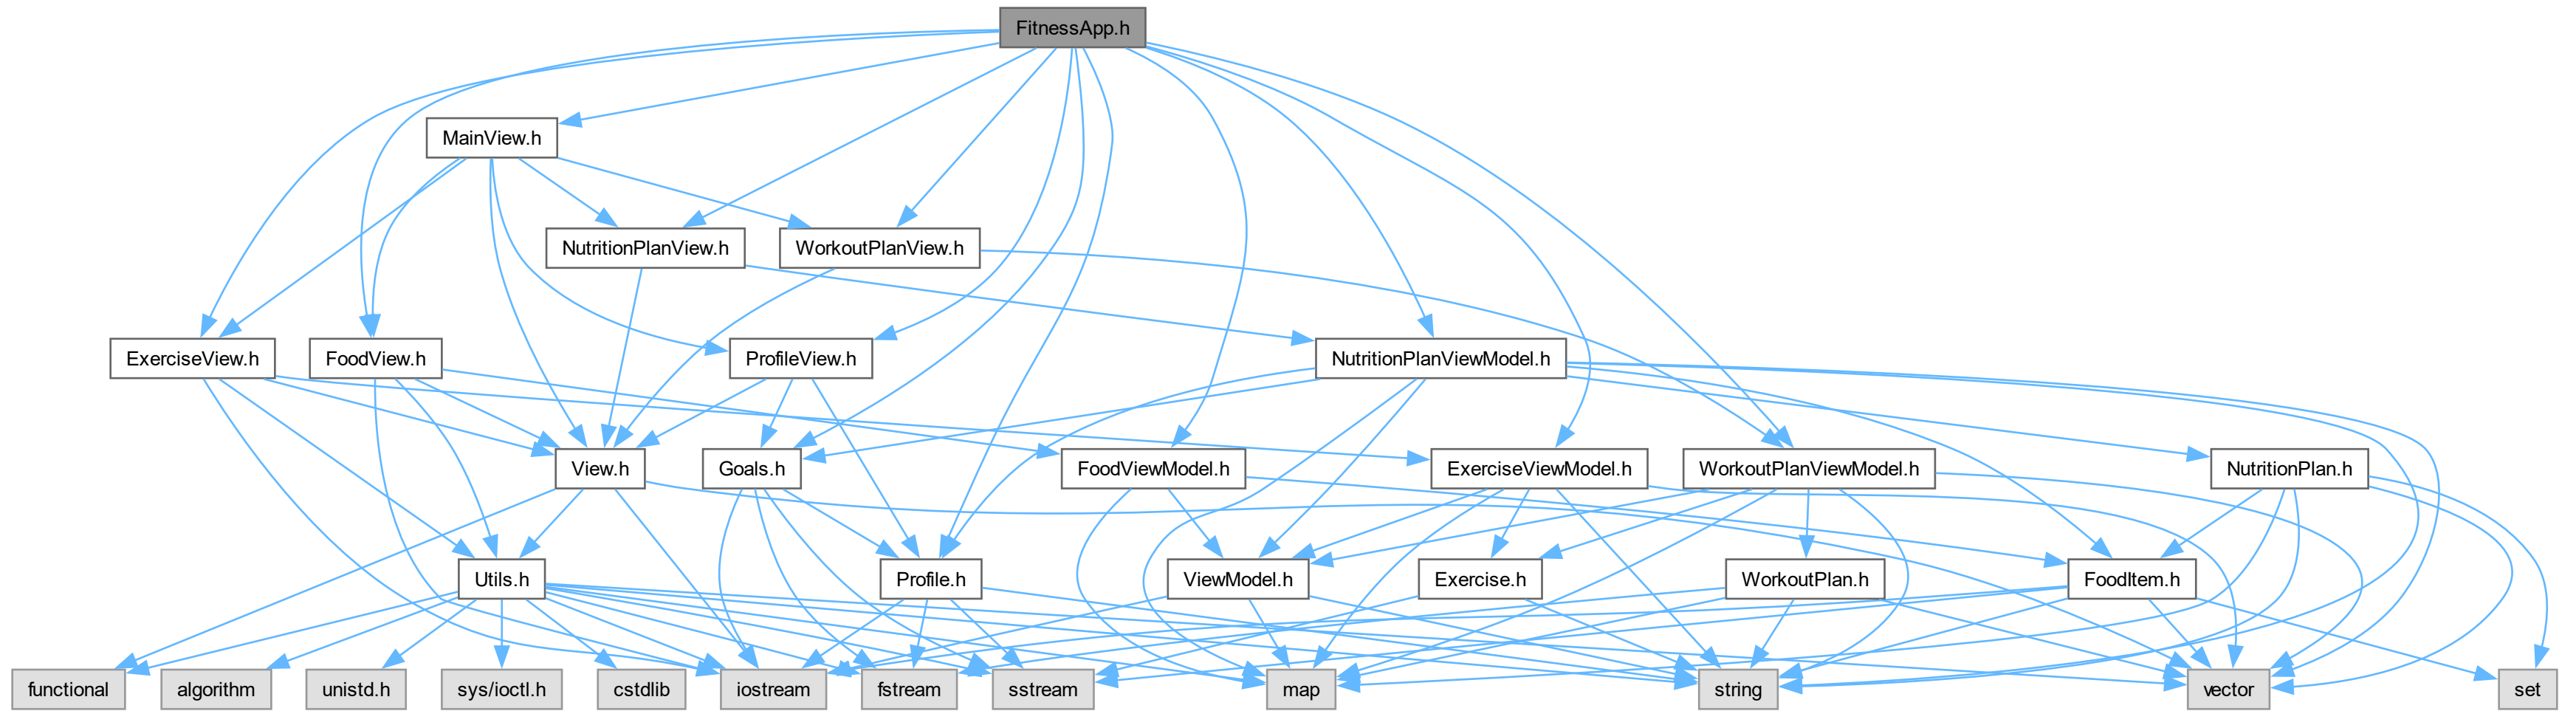 FitnessApp.h
MainView.h
NutritionPlanView.h
WorkoutPlanView.h
ExerciseView.h
FoodView.h
ProfileView.h
NutritionPlanViewModel.h
View.h
Goals.h
FoodViewModel.h
ExerciseViewModel.h
WorkoutPlanViewModel.h
NutritionPlan.h
Utils.h
Profile.h
ViewModel.h
Exercise.h
WorkoutPlan.h
FoodItem.h
functional
algorithm
unistd.h
sys/ioctl.h
cstdlib
iostream
fstream
sstream
map
string
vector
set